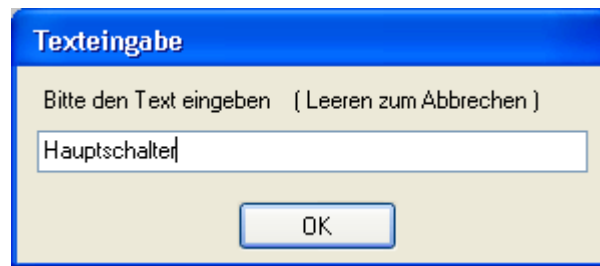 Texteingabe
Bitte den Text eingeben ( Leeren zum Abbrechen )
Hauptschalter
OK